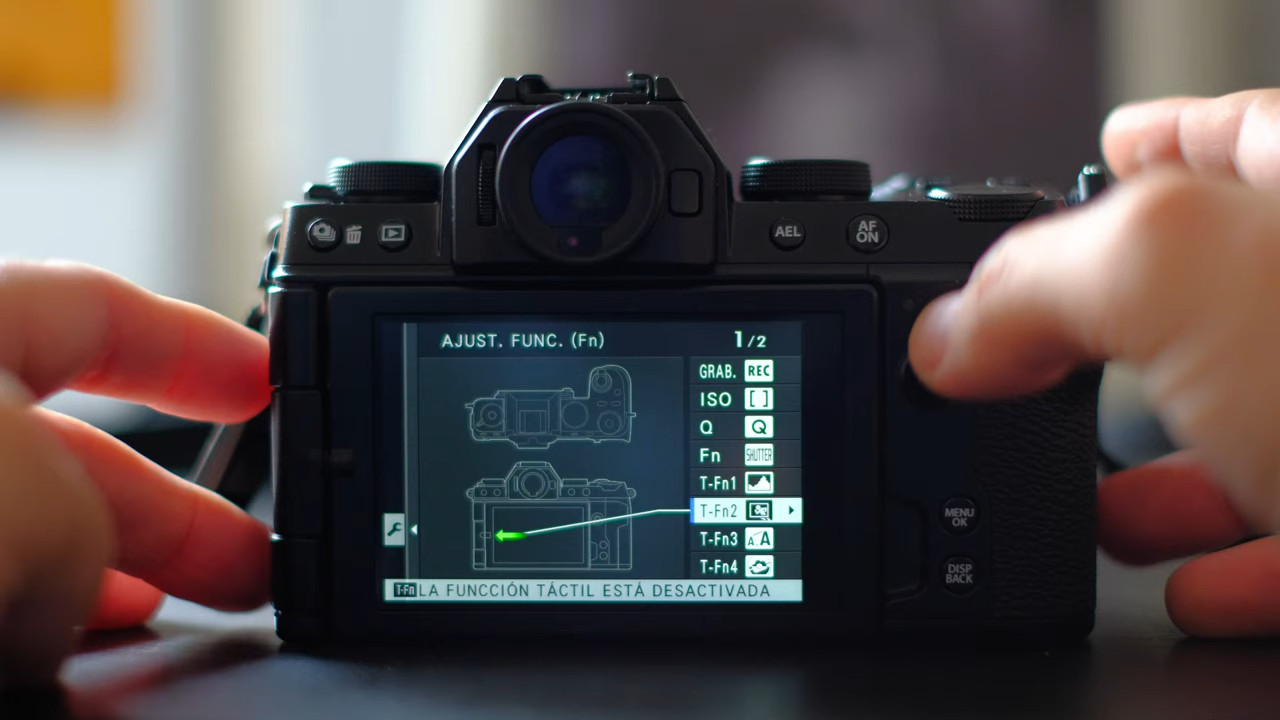 AEL
AF
ON
AJUST. FUNC. (Fn)
1/2
GRAB. REC
ISO
Q Q
Fn SHUTTER
T-Fn1
T-Fn2
T-Fn3 A A
T-Fn4
T-Fn LA FUNCCIÓN TÁCTIL ESTÁ DESACTIVADA
MENU
OK
DISP
BACK